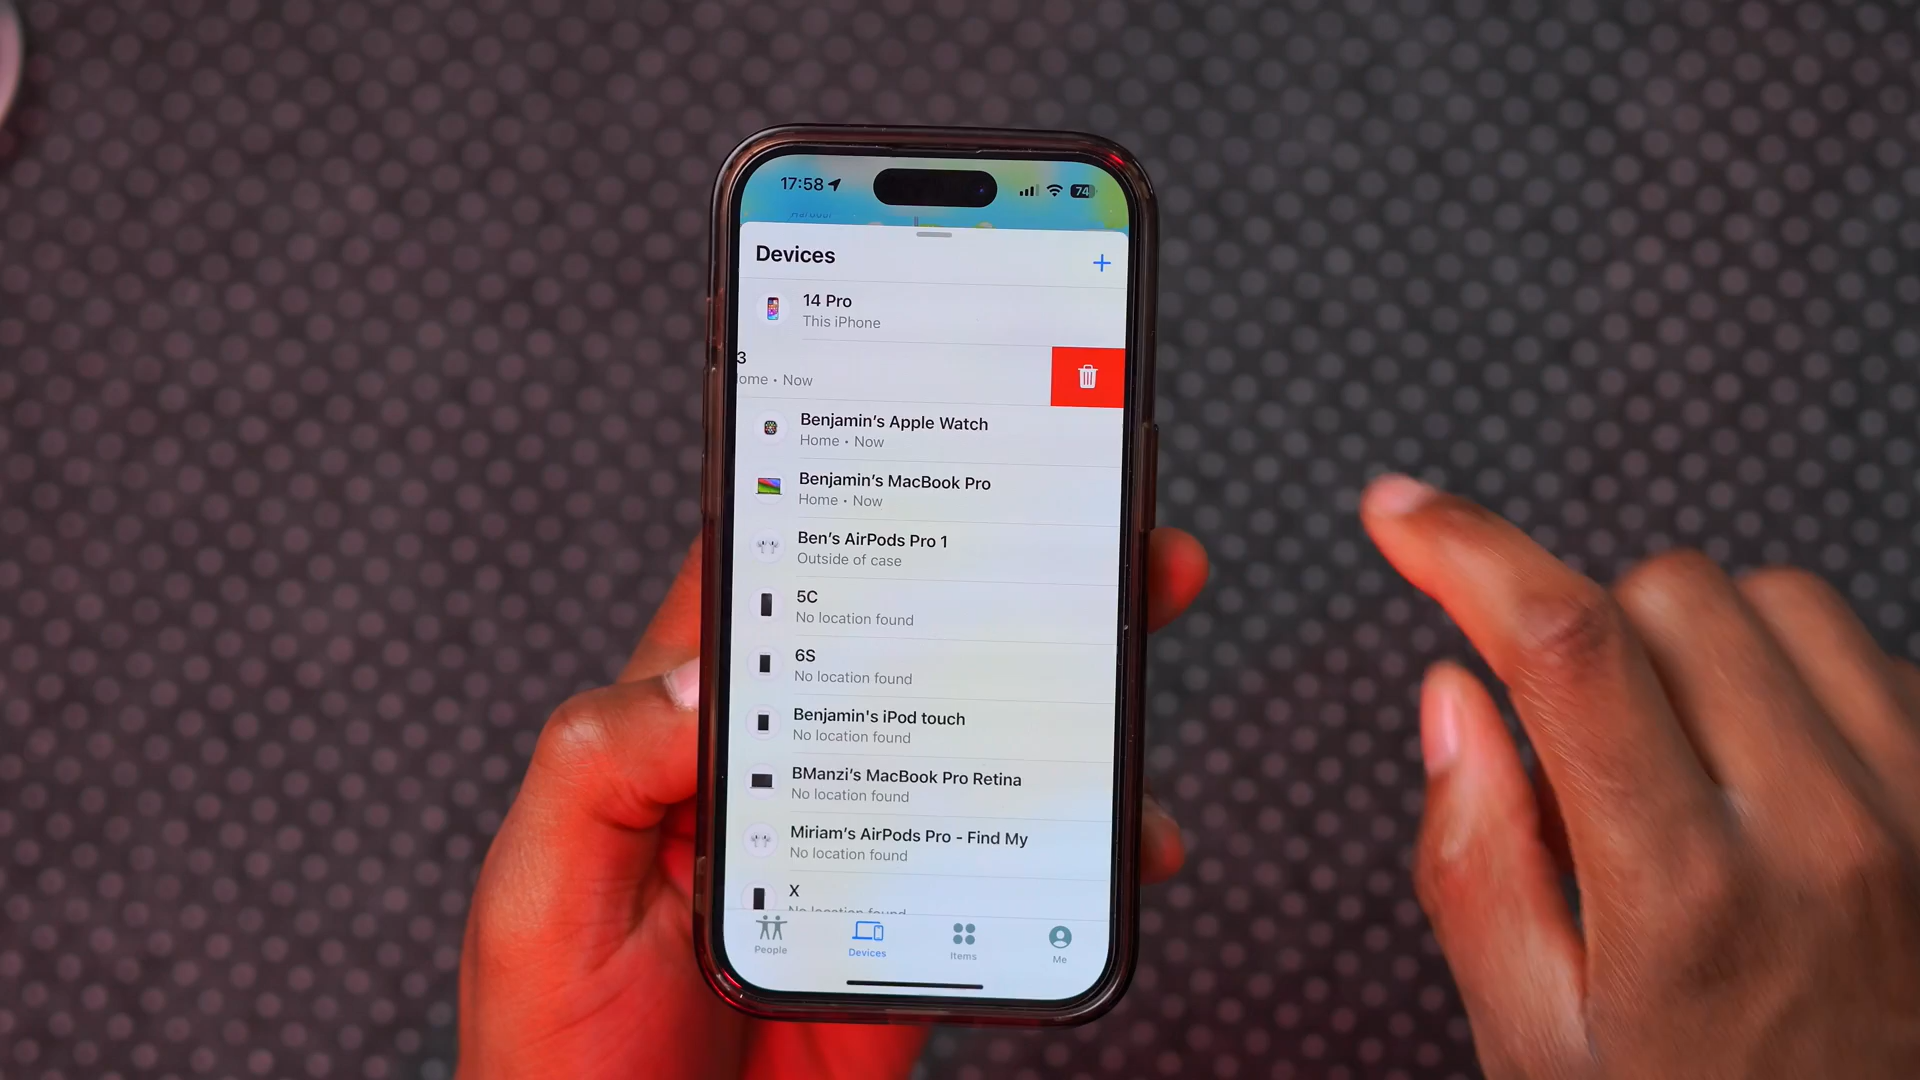 17:58
74
Devices
14 Pro
This iPhone
3
ome • Now
Benjamin's Apple Watch
Home • Now
Benjamin's MacBook Pro
Home • Now
Ben's AirPods Pro 1
Outside of case
5C
No location found
6S
No location found
Benjamin's iPod touch
No location found
BManzi's MacBook Pro Retina
No location found
Miriam's AirPods Pro - Find My
No location found
X
No location found
People
Devices
Items
Me